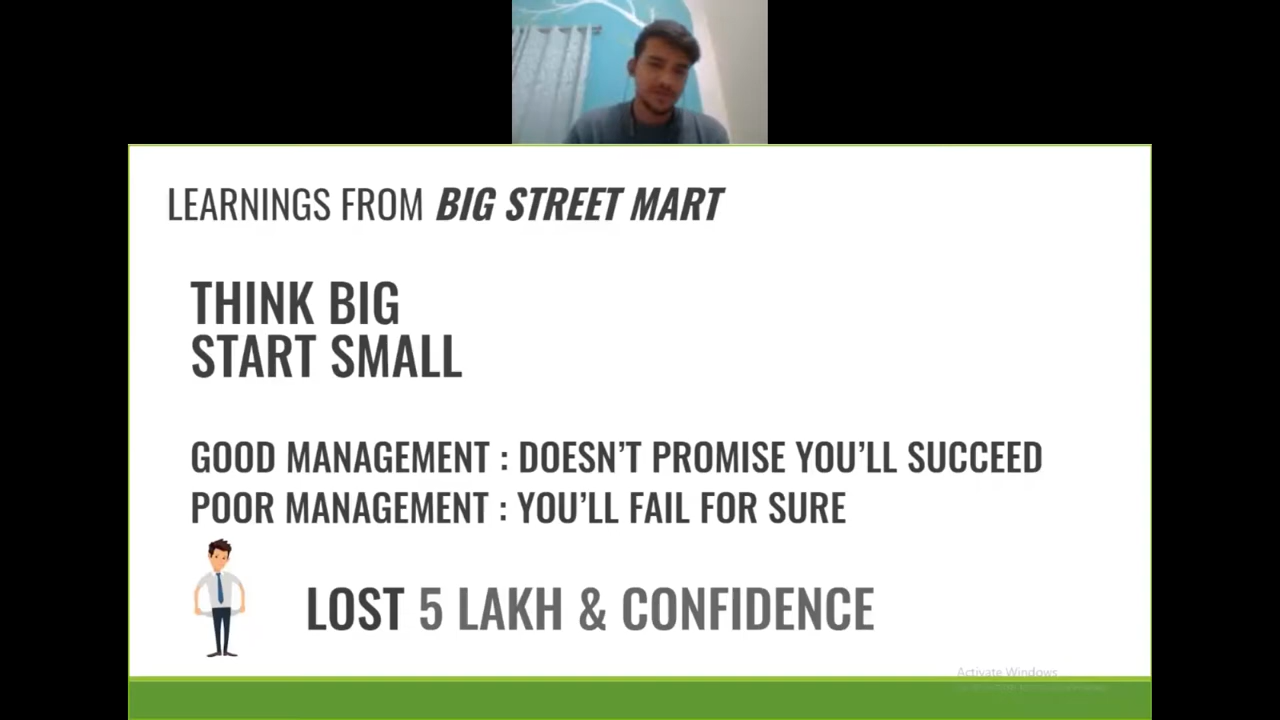 LEARNINGS FROM BIG STREET MART
THINK BIG
START SMALL
GOOD MANAGEMENT : DOESN’T PROMISE YOU’LL SUCCEED
POOR MANAGEMENT : YOU’LL FAIL FOR SURE
LOST 5 LAKH & CONFIDENCE
Activate Windows